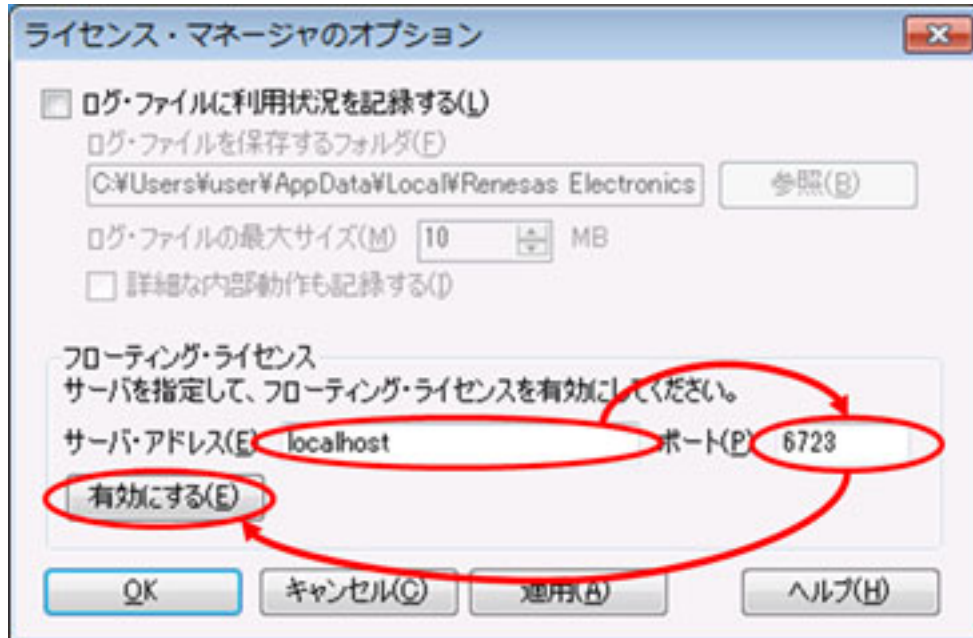 ライセンス・マネージャのオプション
ログ・ファイルに利用状況を記録する(L)
ログ・ファイルを保存するフォルダ(F)
C:¥Users¥user¥AppData¥Local¥Renesas Electronics 参照(B)
ログ・ファイルの最大サイズ(M) 10 MB
詳細な内部動作も記録する(I)
フローティング・ライセンス
サーバを指定して、フローティング・ライセンスを有効にしてください。
サーバ・アドレス(E) localhost ポート(P) 6723
有効にする(E)
OK キャンセル(C) 適用(A) ヘルプ(H)